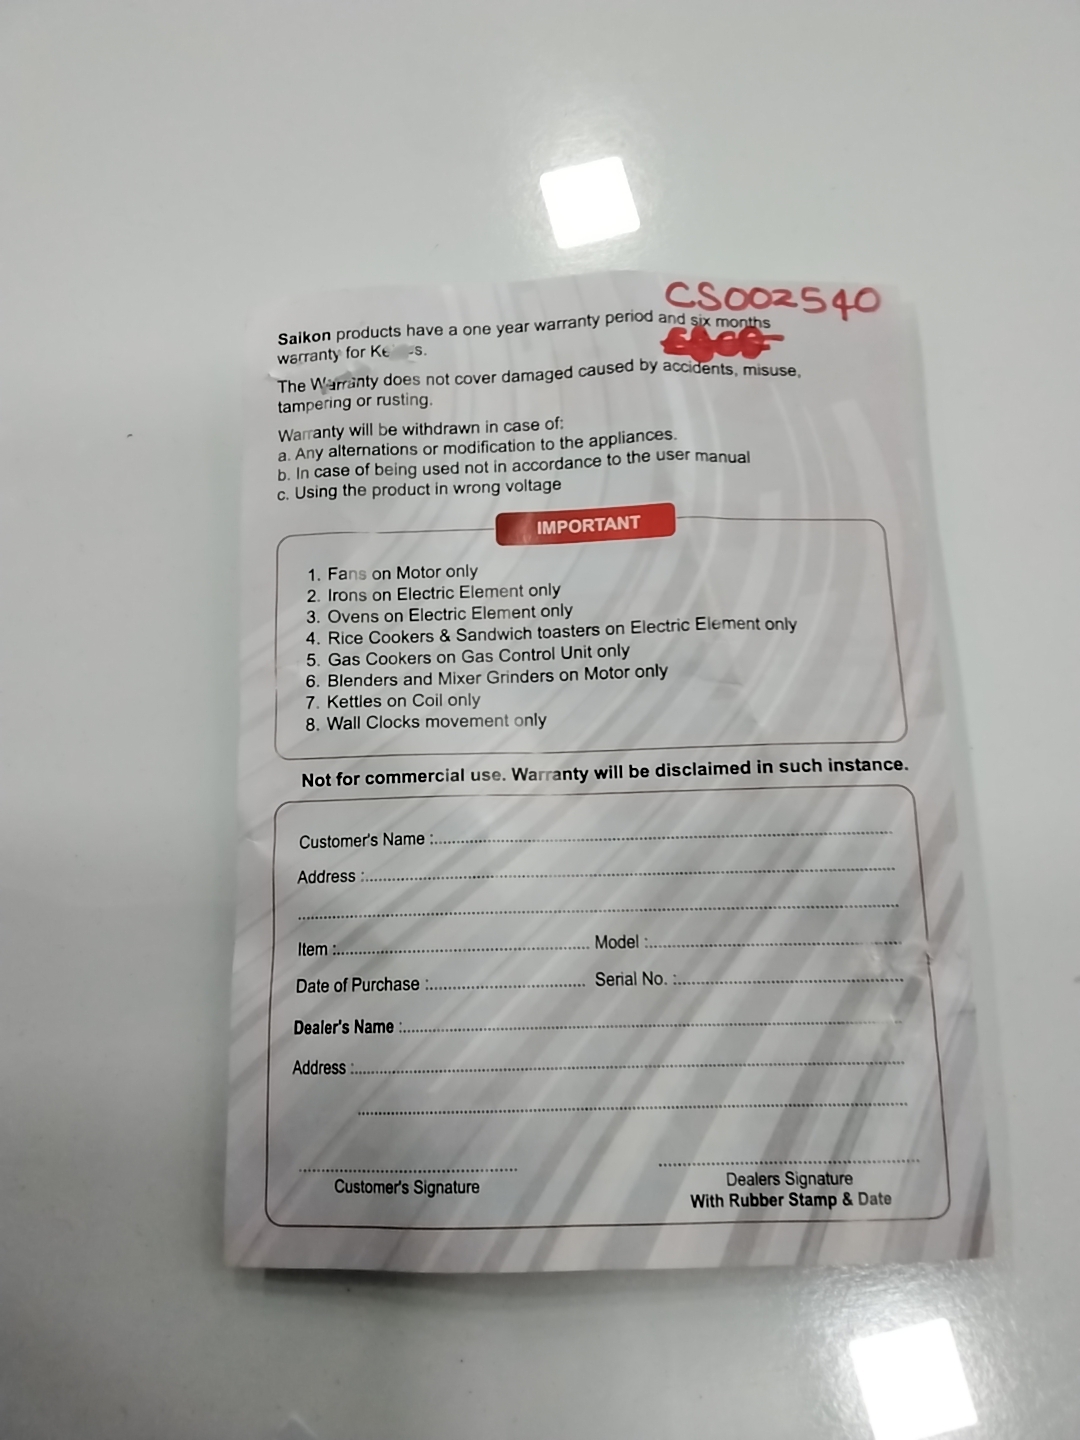 CS002540
Saikon products have a one year warranty period and six months
warranty for
The Warranty does not cover damaged caused by accidents, misuse,
tampering or rusting.
Warranty will be withdrawn in case of:
a. Any alternations or modification to the appliances.
b. In case of being used not in accordance to the user manual
c. Using the product in wrong voltage
IMPORTANT
1. Fans on Motor only
2. Irons on Electric Element only
3. Ovens on Electric Element only
4. Rice Cookers & Sandwich toasters on Electric Element only
5. Gas Cookers on Gas Control Unit only
6. Blenders and Mixer Grinders on Motor only
7. Kettles on Coil only
8. Wall Clocks movement only
Not for commercial use. Warranty will be disclaimed in such instance.
Customer's Name :
Address :
Item : Model :
Date of Purchase : Serial No. :
Dealer's Name :
Address :
Customer's Signature
Dealers Signature
With Rubber Stamp & Date